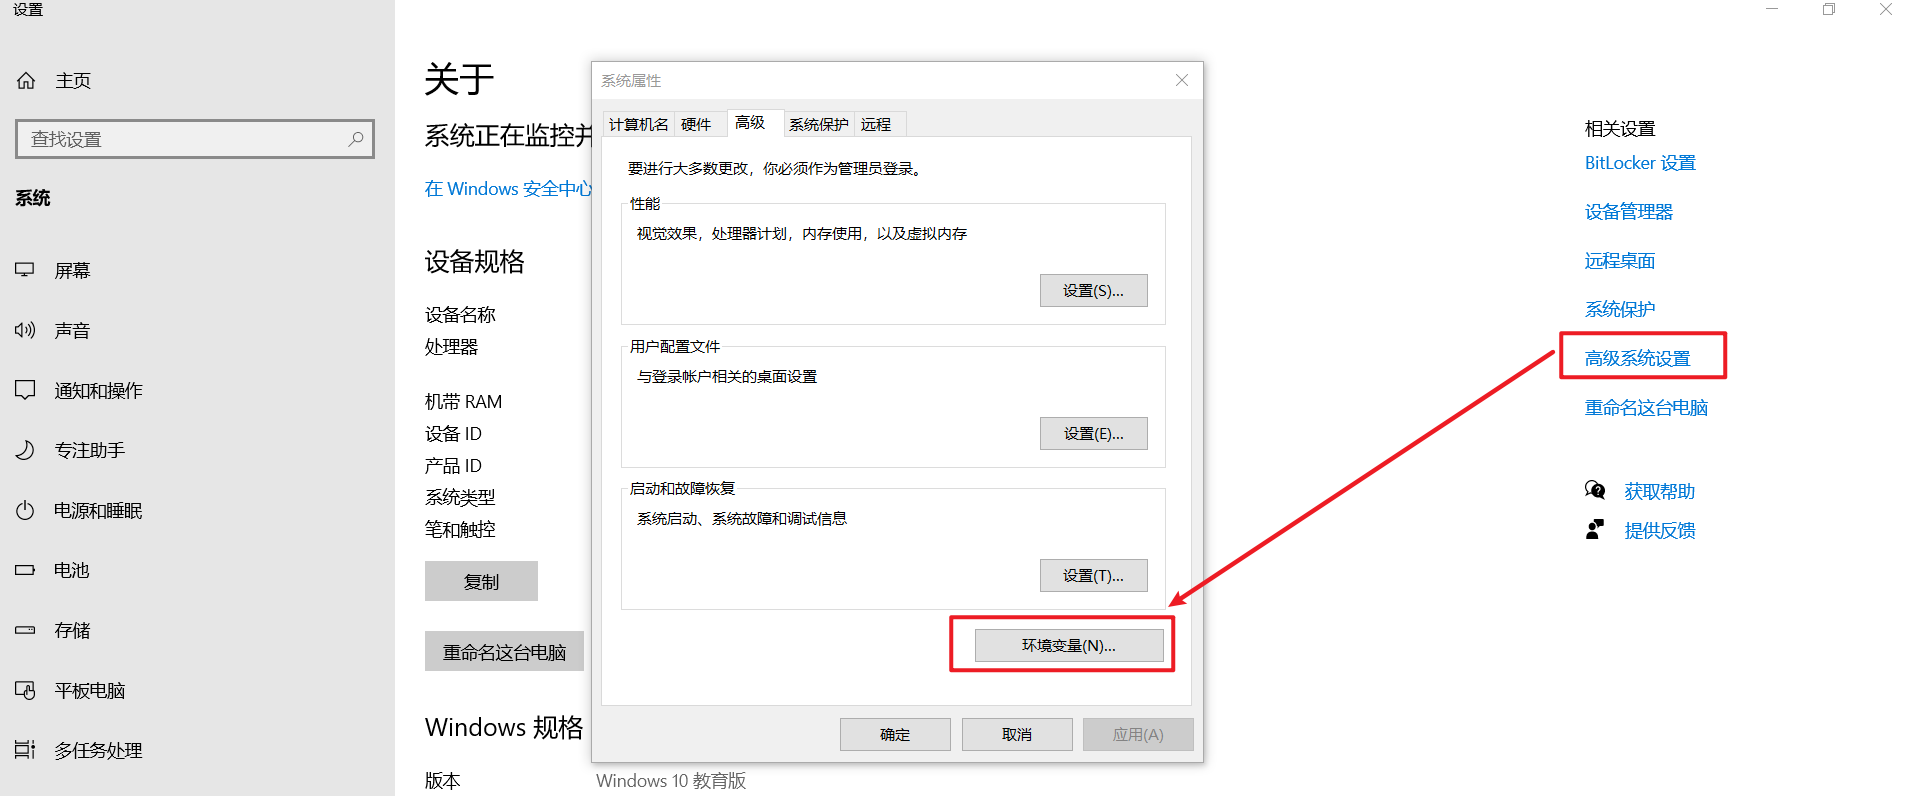 设置
主页
查找设置
系统
屏幕
声音
通知和操作
专注助手
电源和睡眠
电池
存储
平板电脑
多任务处理
关于
系统正在监控并
在 Windows 安全中心
设备规格
设备名称
处理器
机带 RAM
设备 ID
产品 ID
系统类型
笔和触控
复制
重命名这台电脑
Windows 规格
版本 Windows 10 教育版
系统属性
计算机名 硬件 高级 系统保护 远程
要进行大多数更改，你必须作为管理员登录。
性能
视觉效果，处理器计划，内存使用，以及虚拟内存
设置(S)...
用户配置文件
与登录帐户相关的桌面设置
设置(E)...
启动和故障恢复
系统启动、系统故障和调试信息
设置(T)...
环境变量(N)...
确定 取消 应用(A)
相关设置
BitLocker 设置
设备管理器
远程桌面
系统保护
高级系统设置
重命名这台电脑
获取帮助
提供反馈